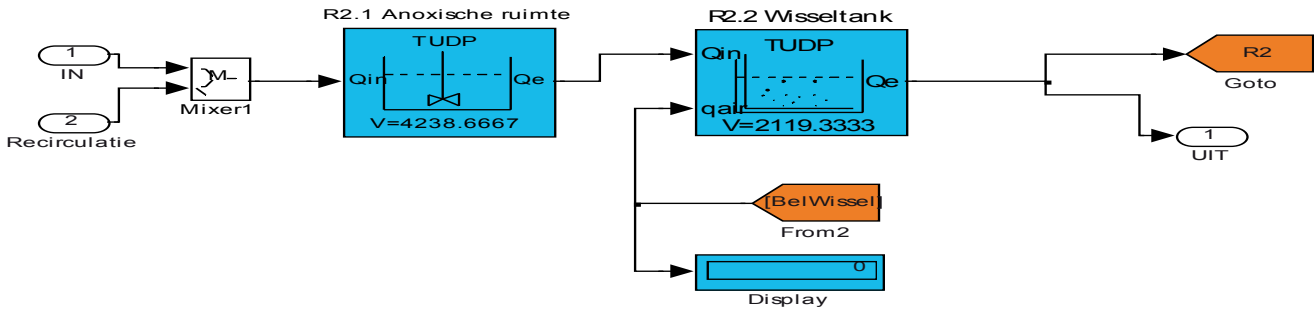 R2.1 Anoxische ruimte
R2.2 Wisseltank
1
IN
2
Recirculatie
M
Mixer1
TUDP
Qin
Qe
V=4238.6667
TUDP
Qin
qair
Qe
V=2119.3333
R2
Goto
1
UIT
[BelWissel]
From2
0
Display